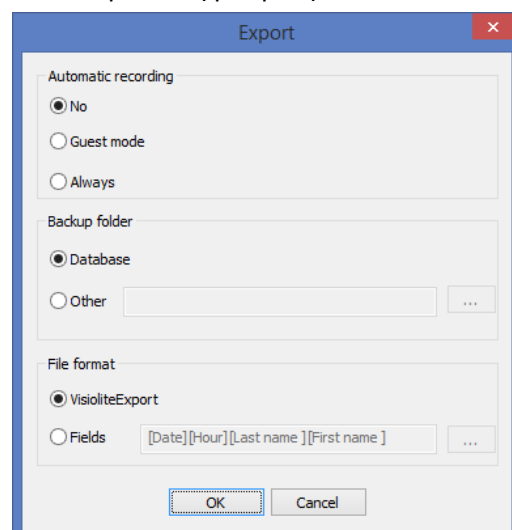 Export
Automatic recording
No
Guest mode
Always
Backup folder
Database
Other
...
File format
VisioliteExport
Fields [Date][Hour][Last name ][First name ]
...
OK Cancel